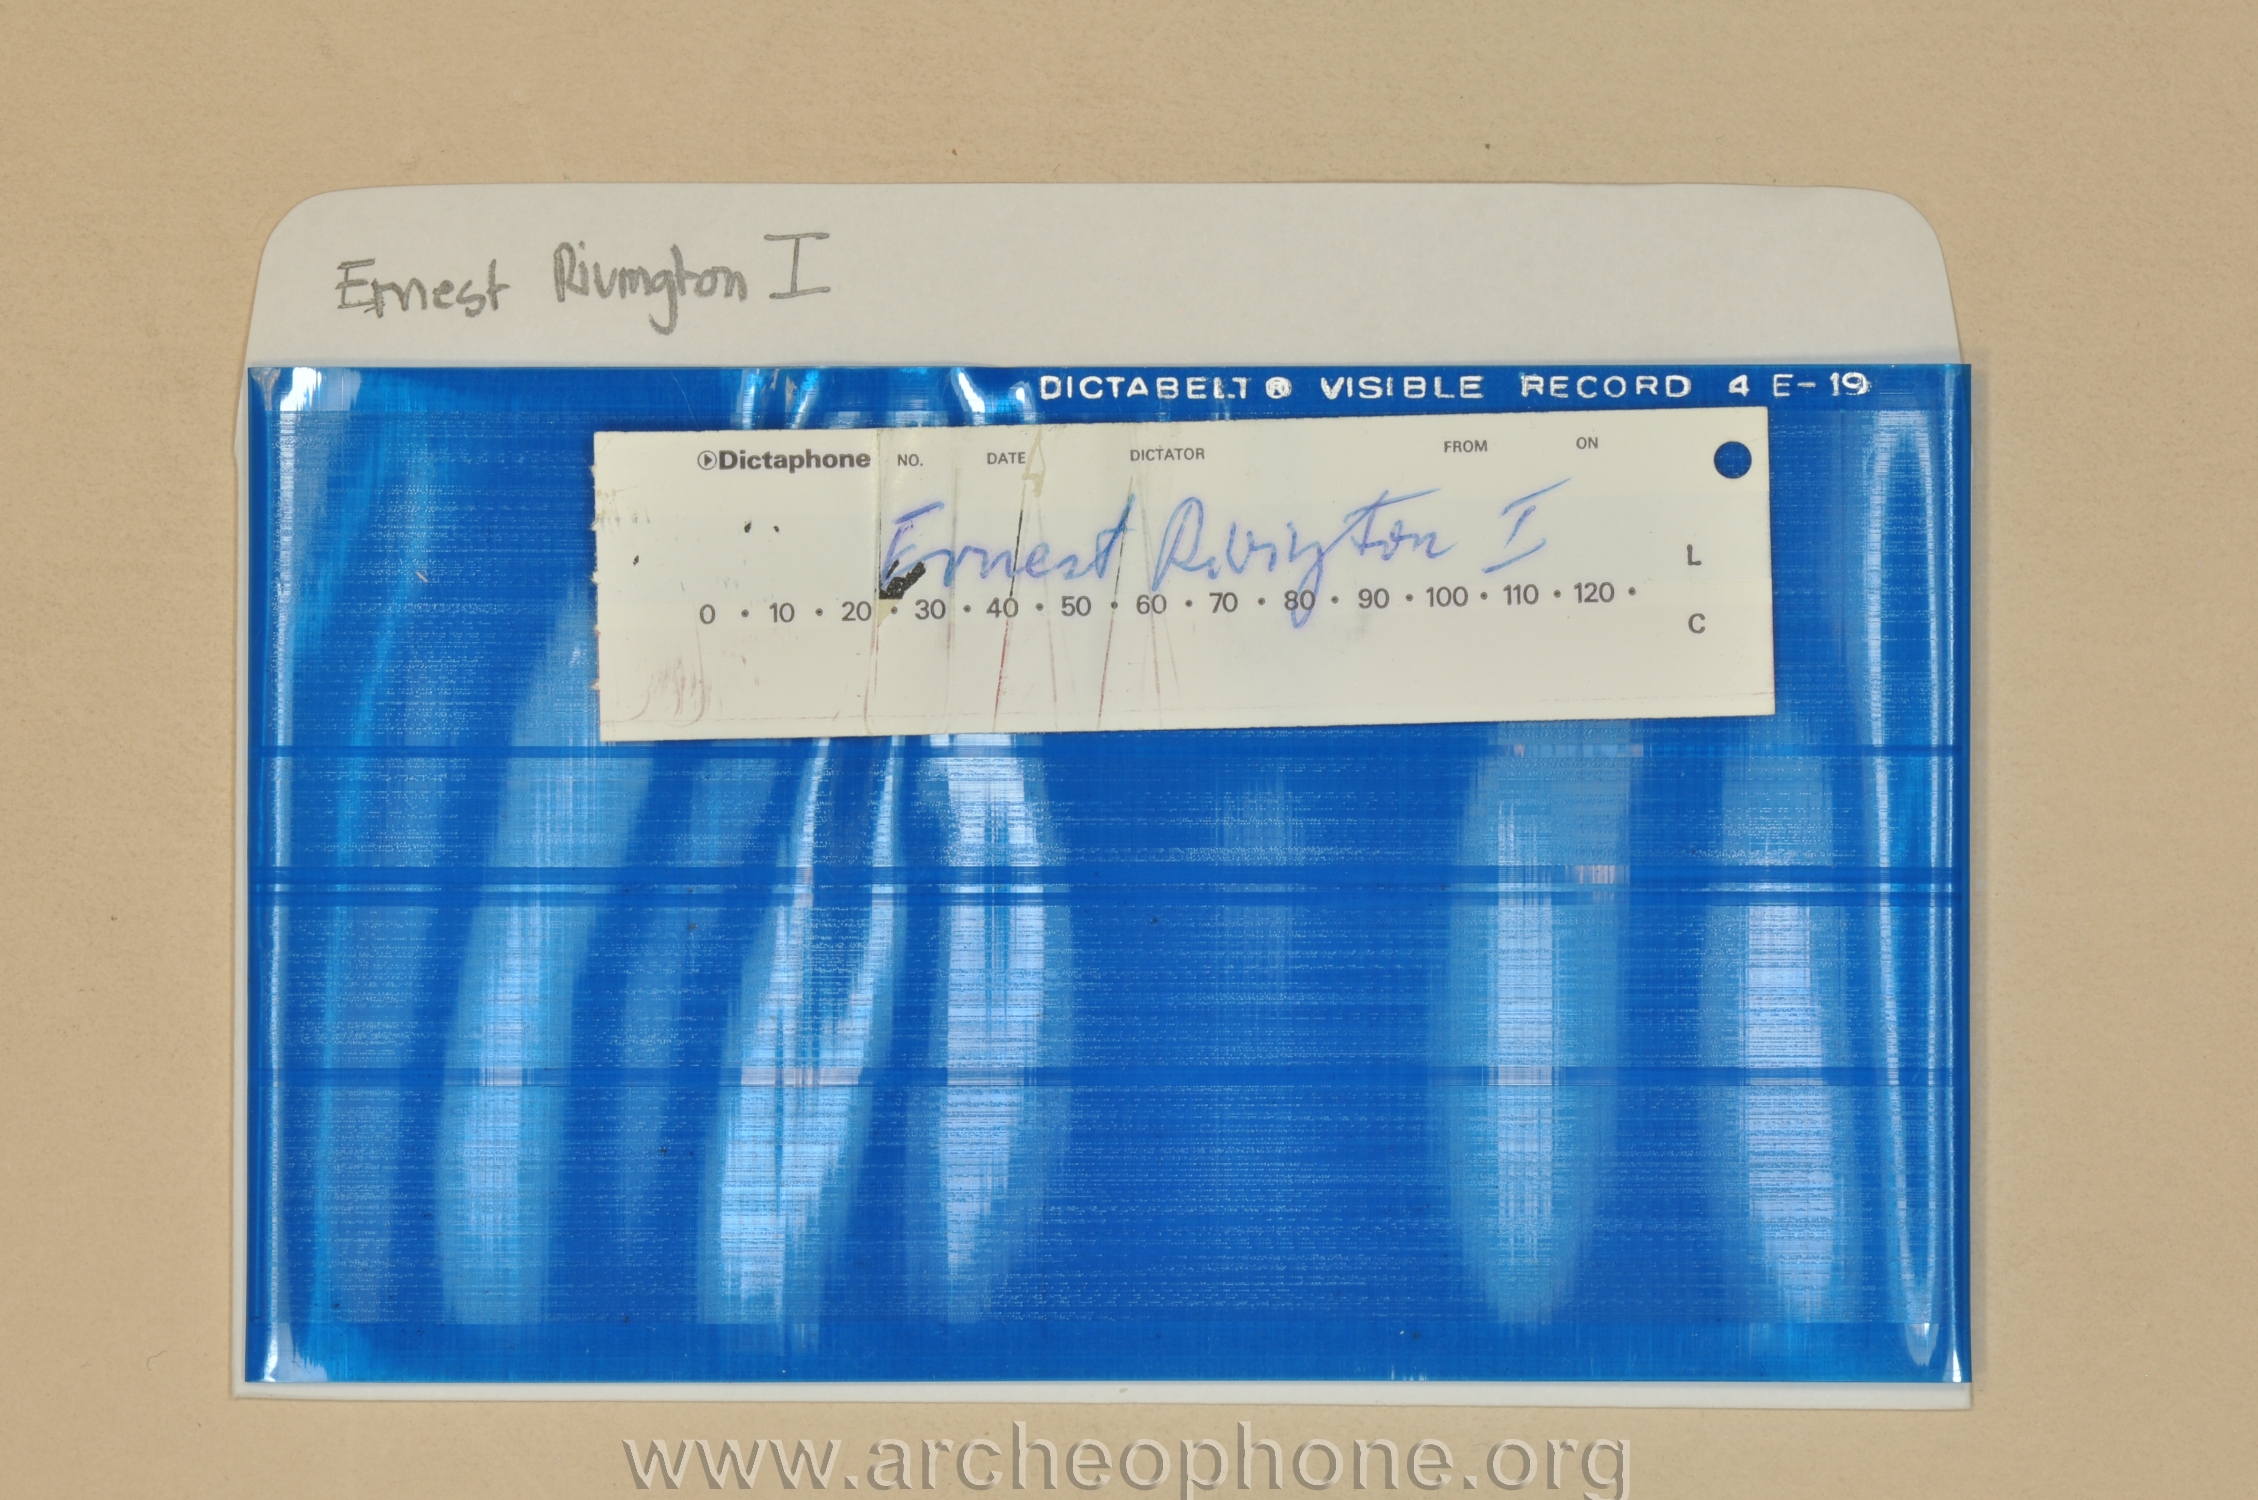 Ernest Rivington I
DICTABELT® VISIBLE RECORD 4 E-19
Dictaphone NO. DATE DICTATOR FROM ON
Ernest Rivington I
L
0 • 10 • 20 • 30 • 40 • 50 • 60 • 70 • 80 • 90 • 100 • 110 • 120 •
C
www.archeophone.org